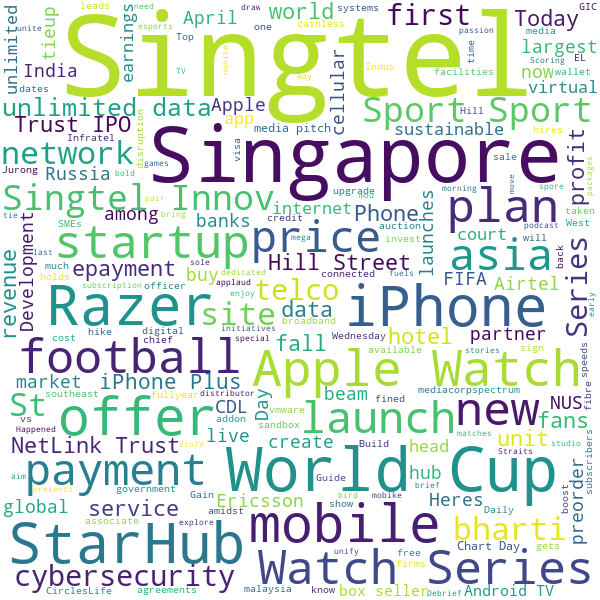 Singtel
Singapore
leads
need
draw
esports
cashless
GIC
way
passion
unlimited
tieup
TV
one
systems
April
earnings
nohike
Indus
world
Top
wallet
media
time
first
Today
largest
EL
Scoring
now
virtual
India
dates
unite
facilities
unlimited data
Apple
cellular
Sport Sport
Trust IPO
app
Hill
hires
Infratel
disruption
media pitch
sustainable
network
games
visa
sale
Jurong
Russia
bold
upgrade
mod
move
spore
podcast
packages
profit
Singtel Innov
tie
pair
bring
among
internet
Phone
morning
plan
taken
West
startup
banks
credit
auction
invest
court
will
last
SMEs
mega
price
launches
asia
back
early
much
epayment
buy
sole
Hill Street
connected
fuels
FIFA
Airtel
Series
revenue
Development
holds
officer
applaud
dedicated
telco
iPhone
Razer
subscription
site
enjoy
data
broadband
hotel
partner
cost
hike
digital
initiatives
Wednesday
available
stories
sign
fibre
speeds
football
chief
special
fall
Apple Watch
market
iPhone Plus
southeast
fullyear
distributor
vmware
beam
mediacorpspectrum
St
offer
CDL
Day
fined
launch
new
NUS
fans
vs
Happened
addon
sandbox
Build
matches
Straits
unit
studio
subscribers
NetLink Trust
ViuTV
live
create
head
preorder
aim
payment
World Cup
government
Gain
Guide
hub
brief
Heres
boost
presents
global
service
Ericsson
bird
mobike
show
mobile
Daily
bharti
StarHub
associate
amidst
unify
free
Chart Day
gets
explore
firms
Watch Series
cybersecurity
malaysia
know
CirclesLife
agreements
box seller
Debrief
Android TV